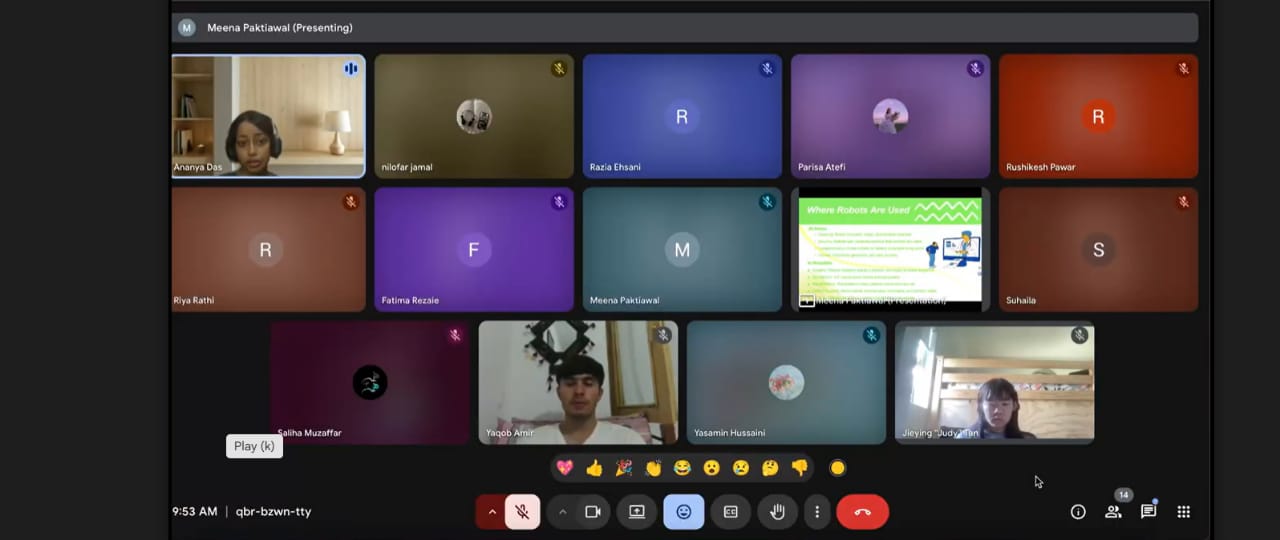 M Meena Paktiawal (Presenting)
Ananya Das
nilofar jamal
R
Razia Ehsani
Parisa Atefi
R
Rushikesh Pawar
R
Riya Rathi
F
Fatima Rezaie
M
Meena Paktiawal
Where Robots Are Used
Meena Paktiawal (Presentation)
S
Suhaila
Saliha Muzaffar
Yaqob Amir
Yasamin Hussaini
Jieying "Judy" Tan
Play (k)
9:53 AM | qbr-bzwn-tty
CC
14